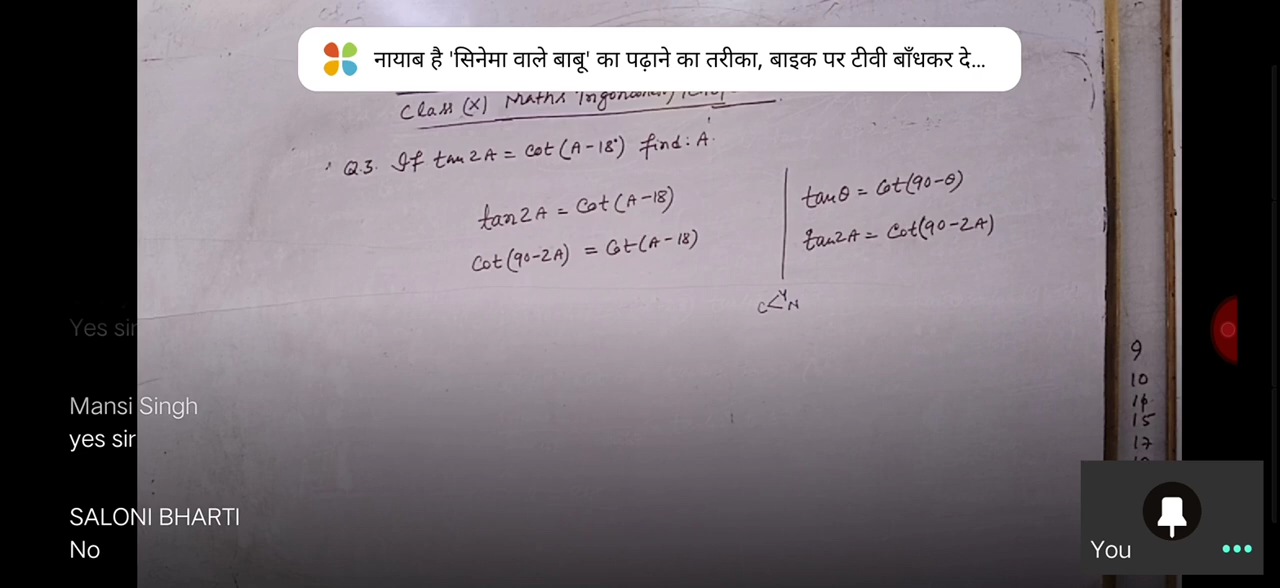 नायाब है 'सिनेमा वाले बाबू' का पढ़ाने का तरीका, बाइक पर टीवी बाँधकर दे...
Class (X) Maths
Q.3. If tan 2A = Cot (A-18°) find: A.
tan 2A = Cot (A-18)
Cot (90-2A) = Cot (A-18)
tan θ = Cot (90-θ)
tan 2A = Cot (90-2A)
C < Y N
9
10
15
17
Yes sir
Mansi Singh
yes sir
SALONI BHARTI
No
You